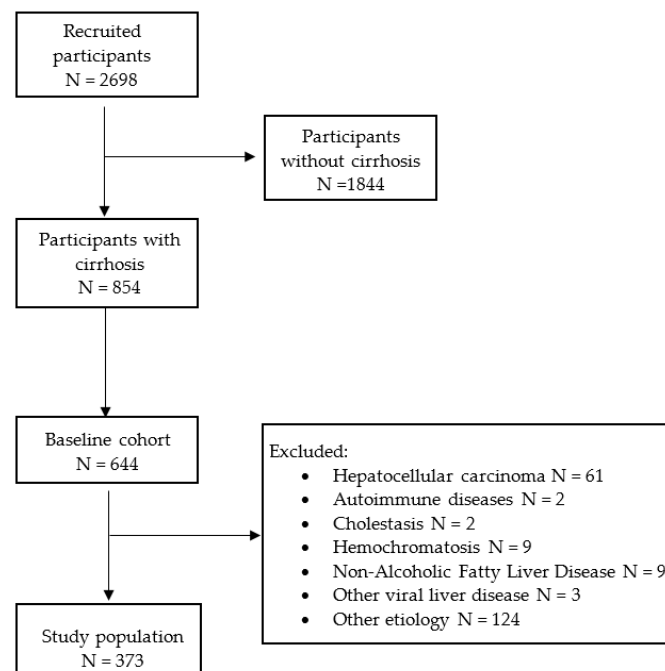 Recruited
participants
N = 2698
Participants
without cirrhosis
N =1844
Participants with
cirrhosis
N = 854
Baseline cohort
N = 644
Excluded:
• Hepatocellular carcinoma N = 61
• Autoimmune diseases N = 2
• Cholestasis N = 2
• Hemochromatosis N = 9
• Non-Alcoholic Fatty Liver Disease N = 9
• Other viral liver disease N = 3
• Other etiology N = 124
Study population
N = 373